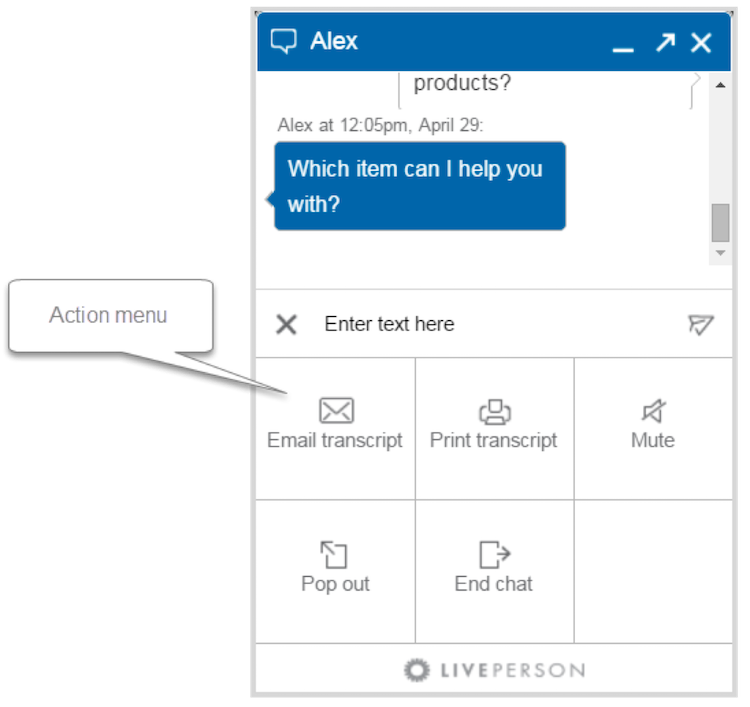 Alex
products?
Alex at 12:05pm, April 29:
Which item can I help you
with?
Action menu
Enter text here
Email transcript
Print transcript
Mute
Pop out
End chat
LIVEPERSON